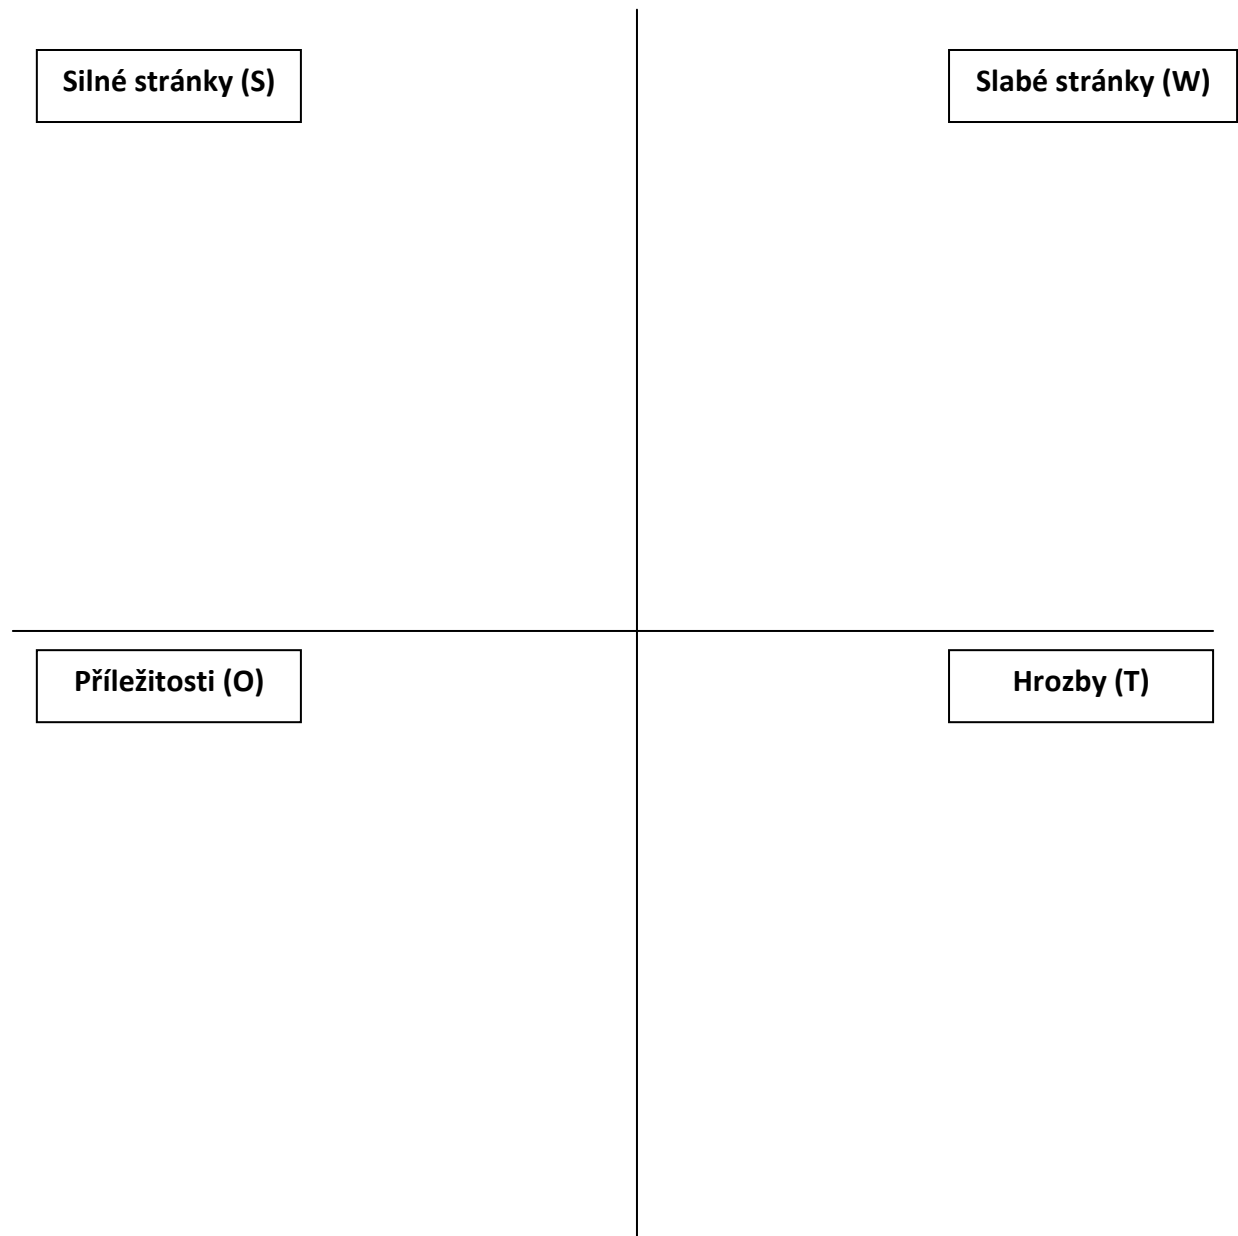 Silné stránky (S)
Slabé stránky (W)
Příležitosti (O)
Hrozby (T)